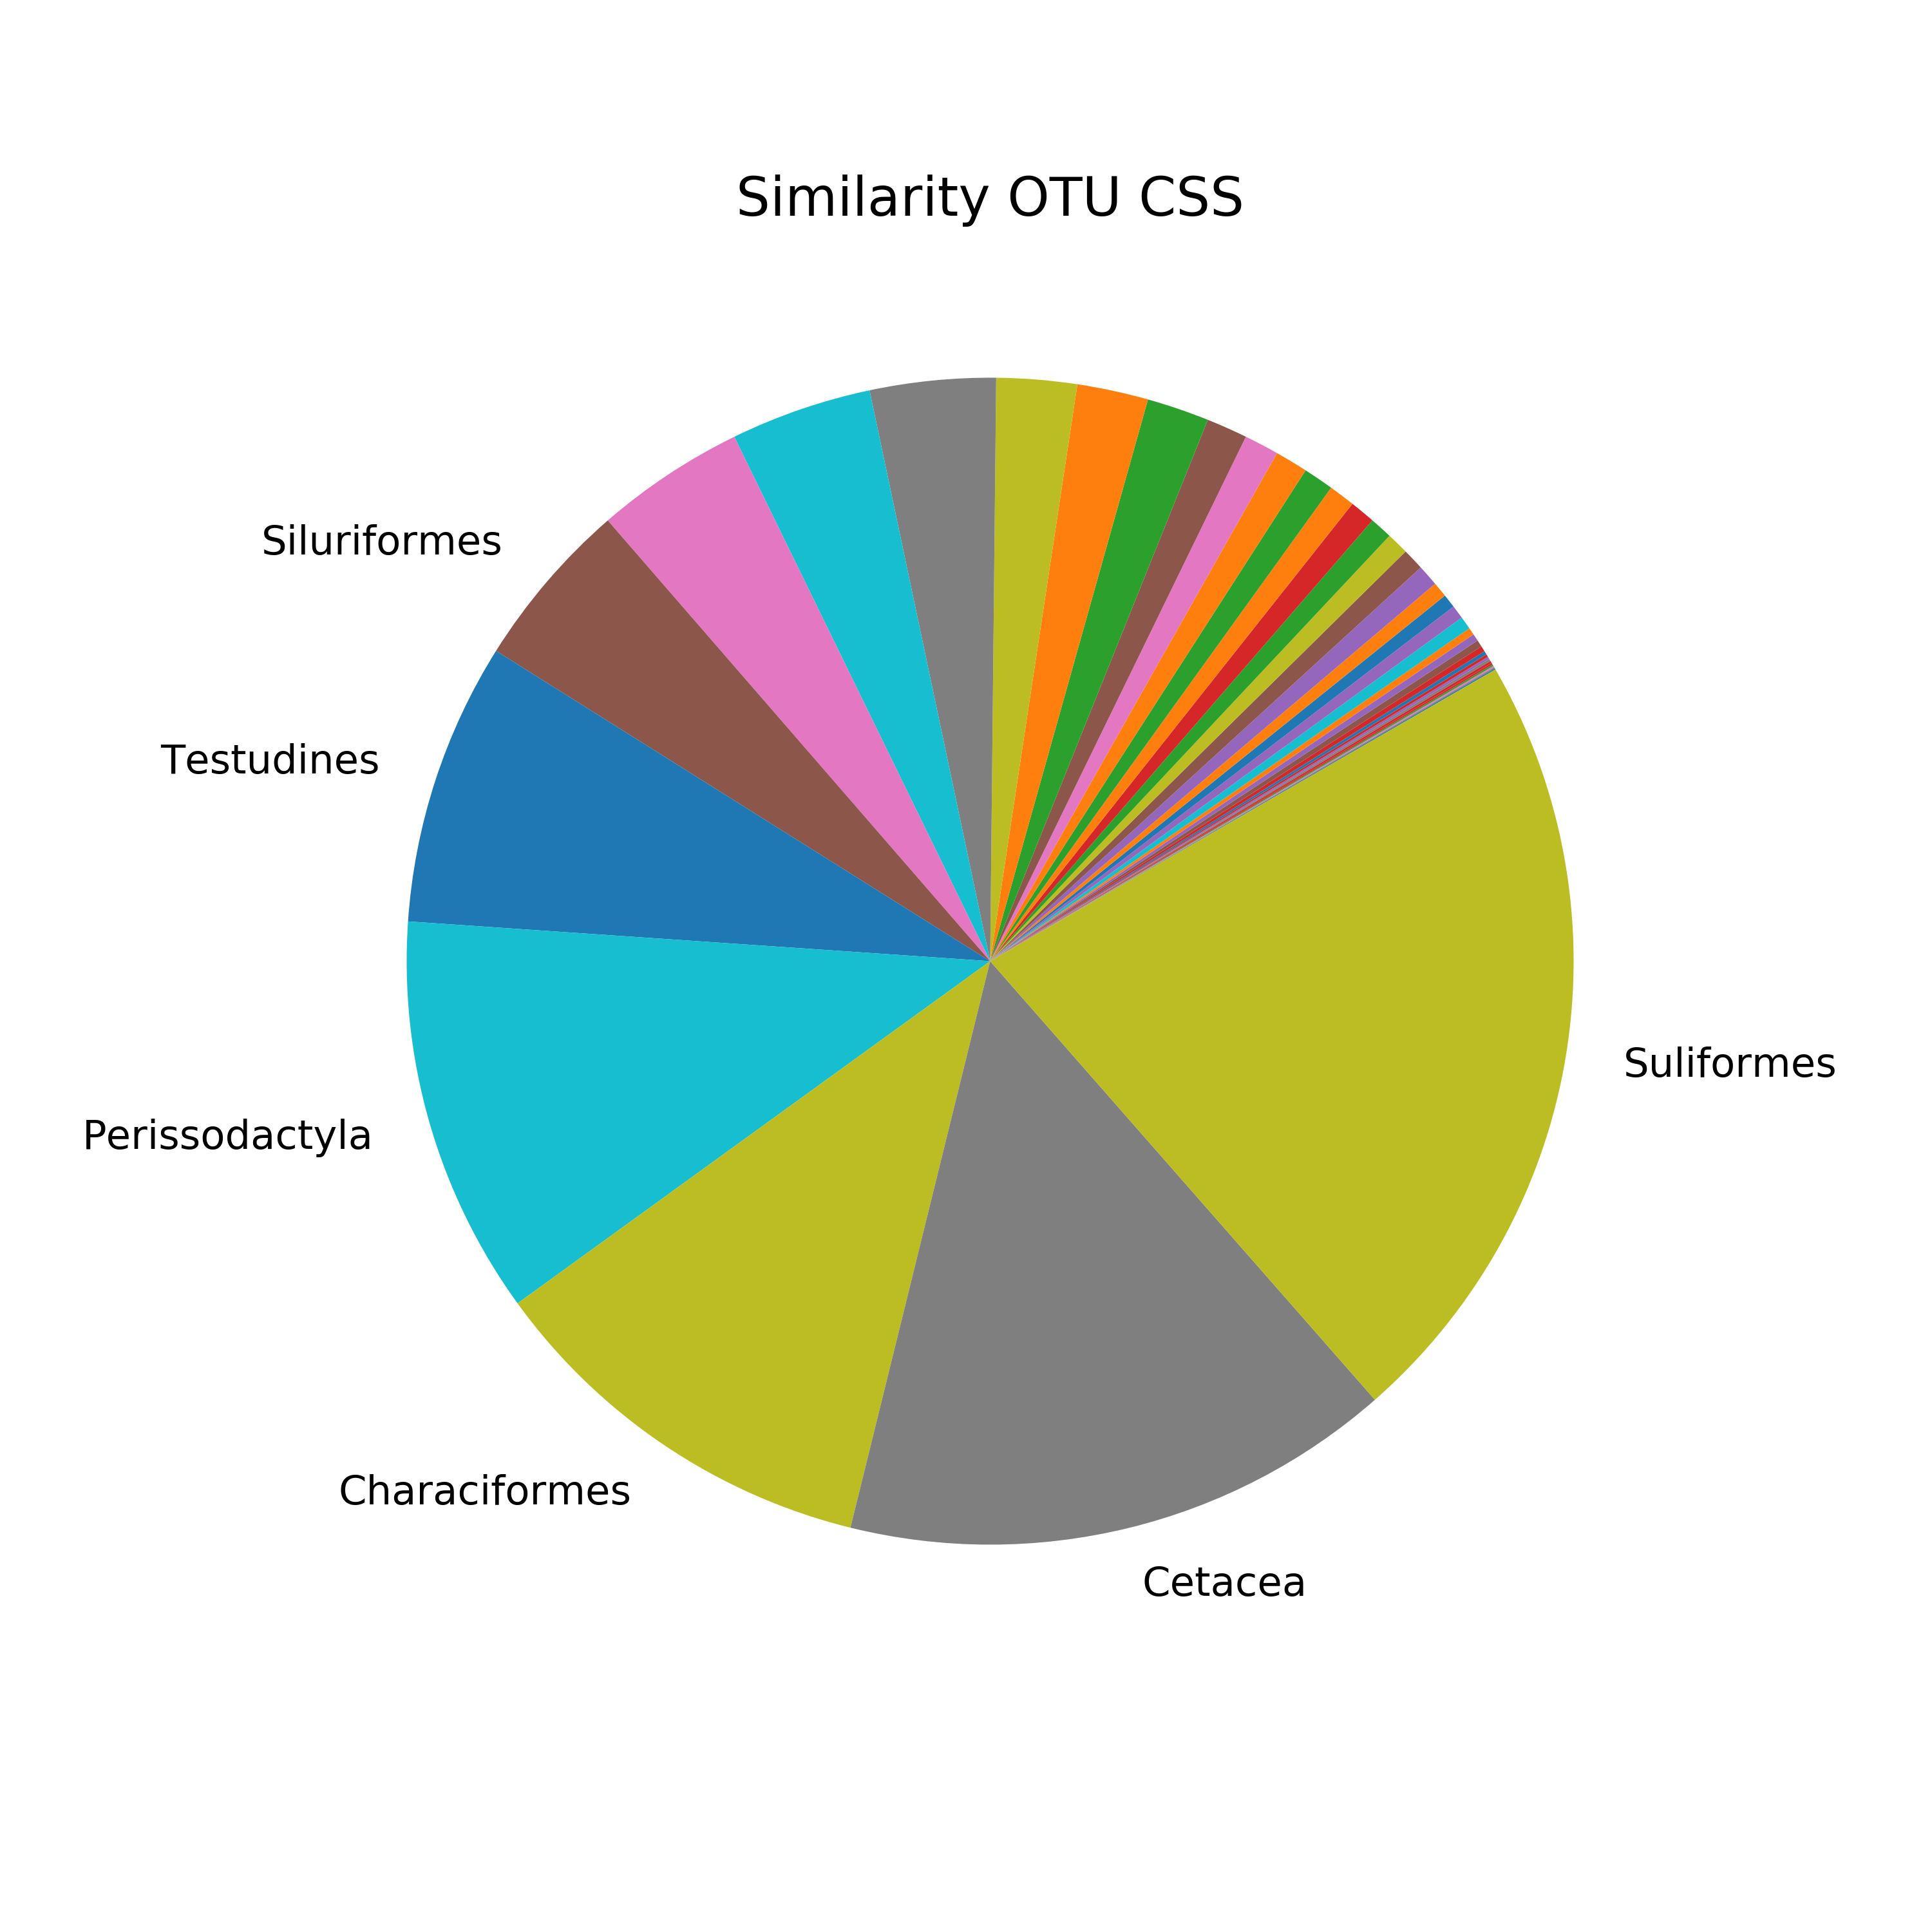 Similarity OTU CSS
Siluriformes
Testudines
Suliformes
Perissodactyla
Characiformes
Cetacea